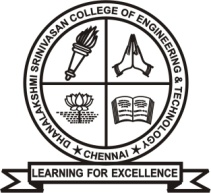 DHANALAKSHMI SRINIVASAN COLLEGE OF ENGINEERING & TECHNOLOGY
★ CHENNAI ★
LEARNING FOR EXCELLENCE